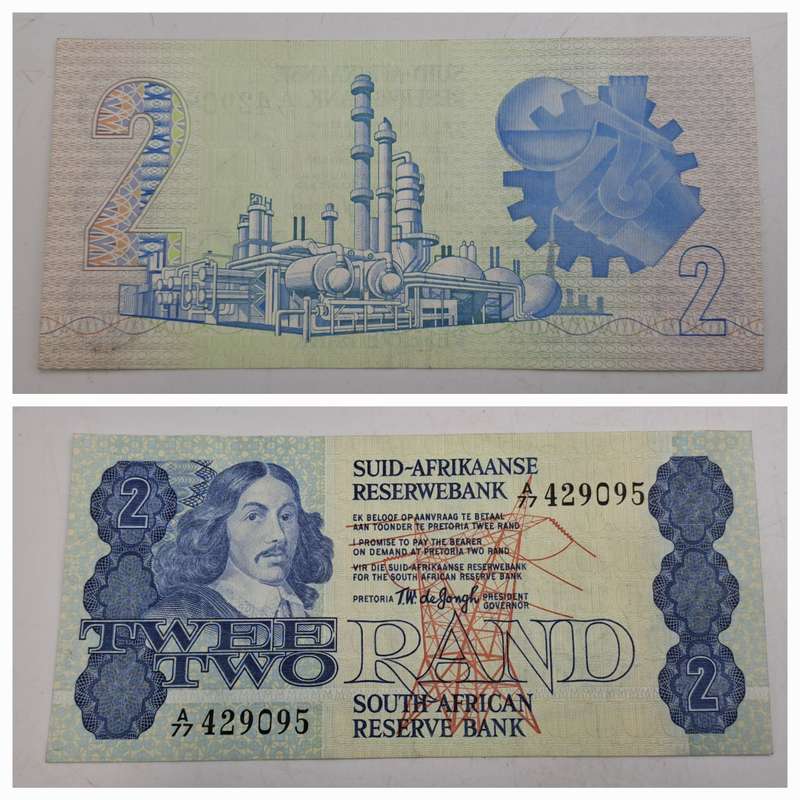 2
2
SUID-AFRIKAANSE
RESERWEBANK A/77 429095
2
EK BELOOF OP AANVRAAG TE BETAAL
AAN TOONDER TE PRETORIA TWEE RAND
I PROMISE TO PAY THE BEARER
ON DEMAND AT PRETORIA TWO RAND
VIR DIE SUID-AFRIKAANSE RESERWEBANK
FOR THE SOUTH AFRICAN RESERVE BANK
PRETORIA T.W. de Jongh PRESIDENT
GOVERNOR
TWEE
TWO RAND
2
SOUTH AFRICAN
RESERVE BANK
A/77 429095